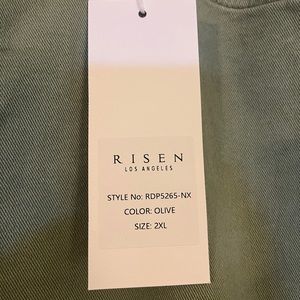 RISEN
LOS ANGELES
STYLE No: RDP5265-NX
COLOR: OLIVE
SIZE: 2XL